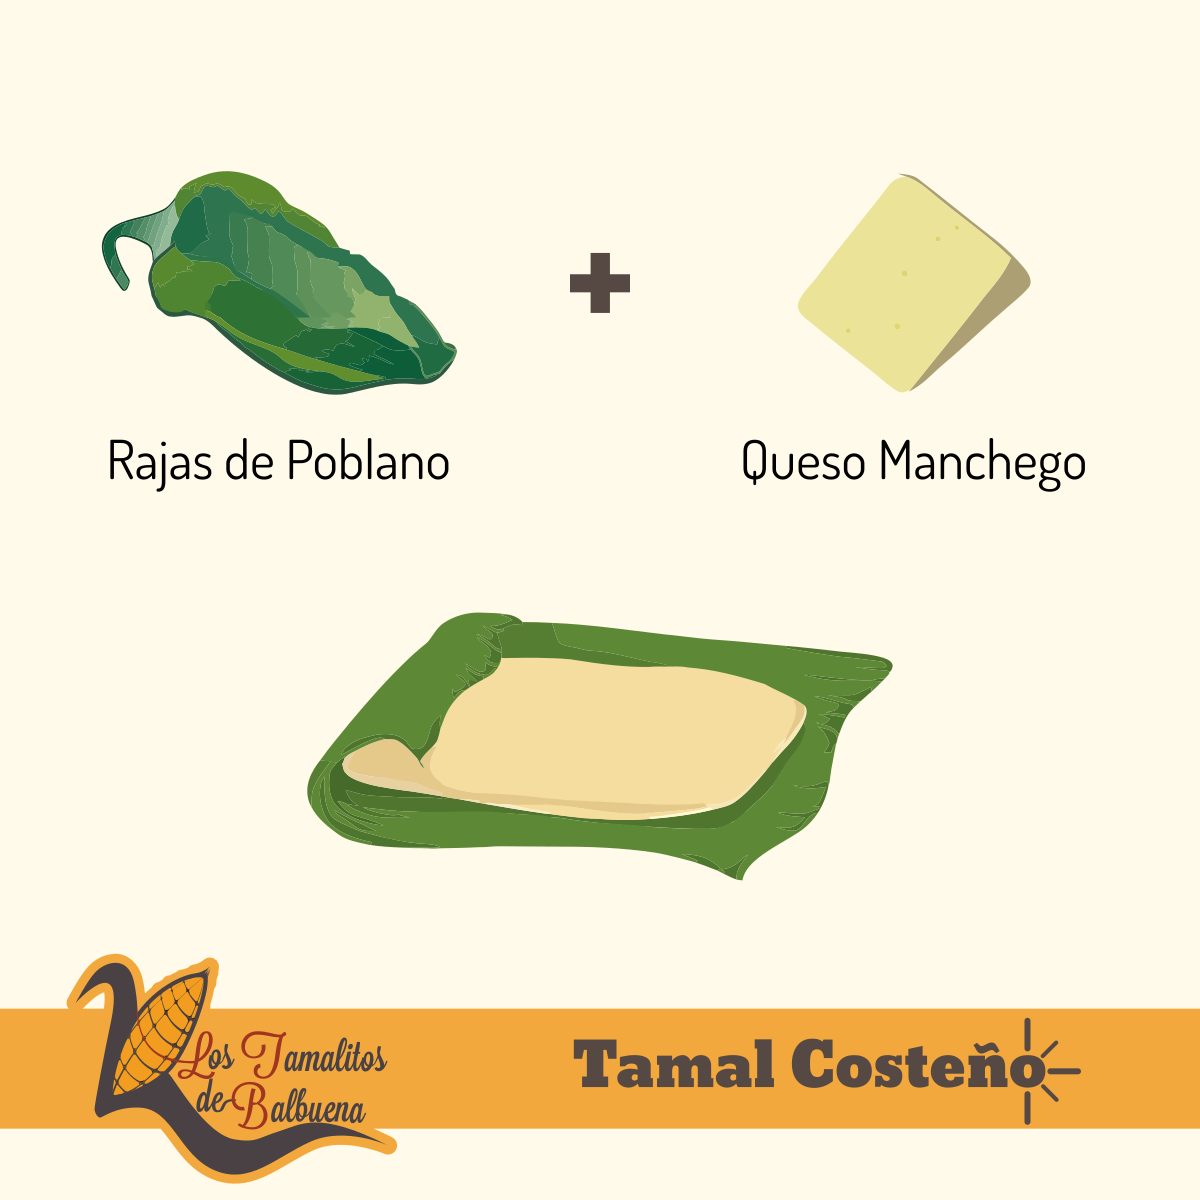 Rajas de Poblano
Queso Manchego
Los Tamalitos
de Balbuena
Tamal Costeño